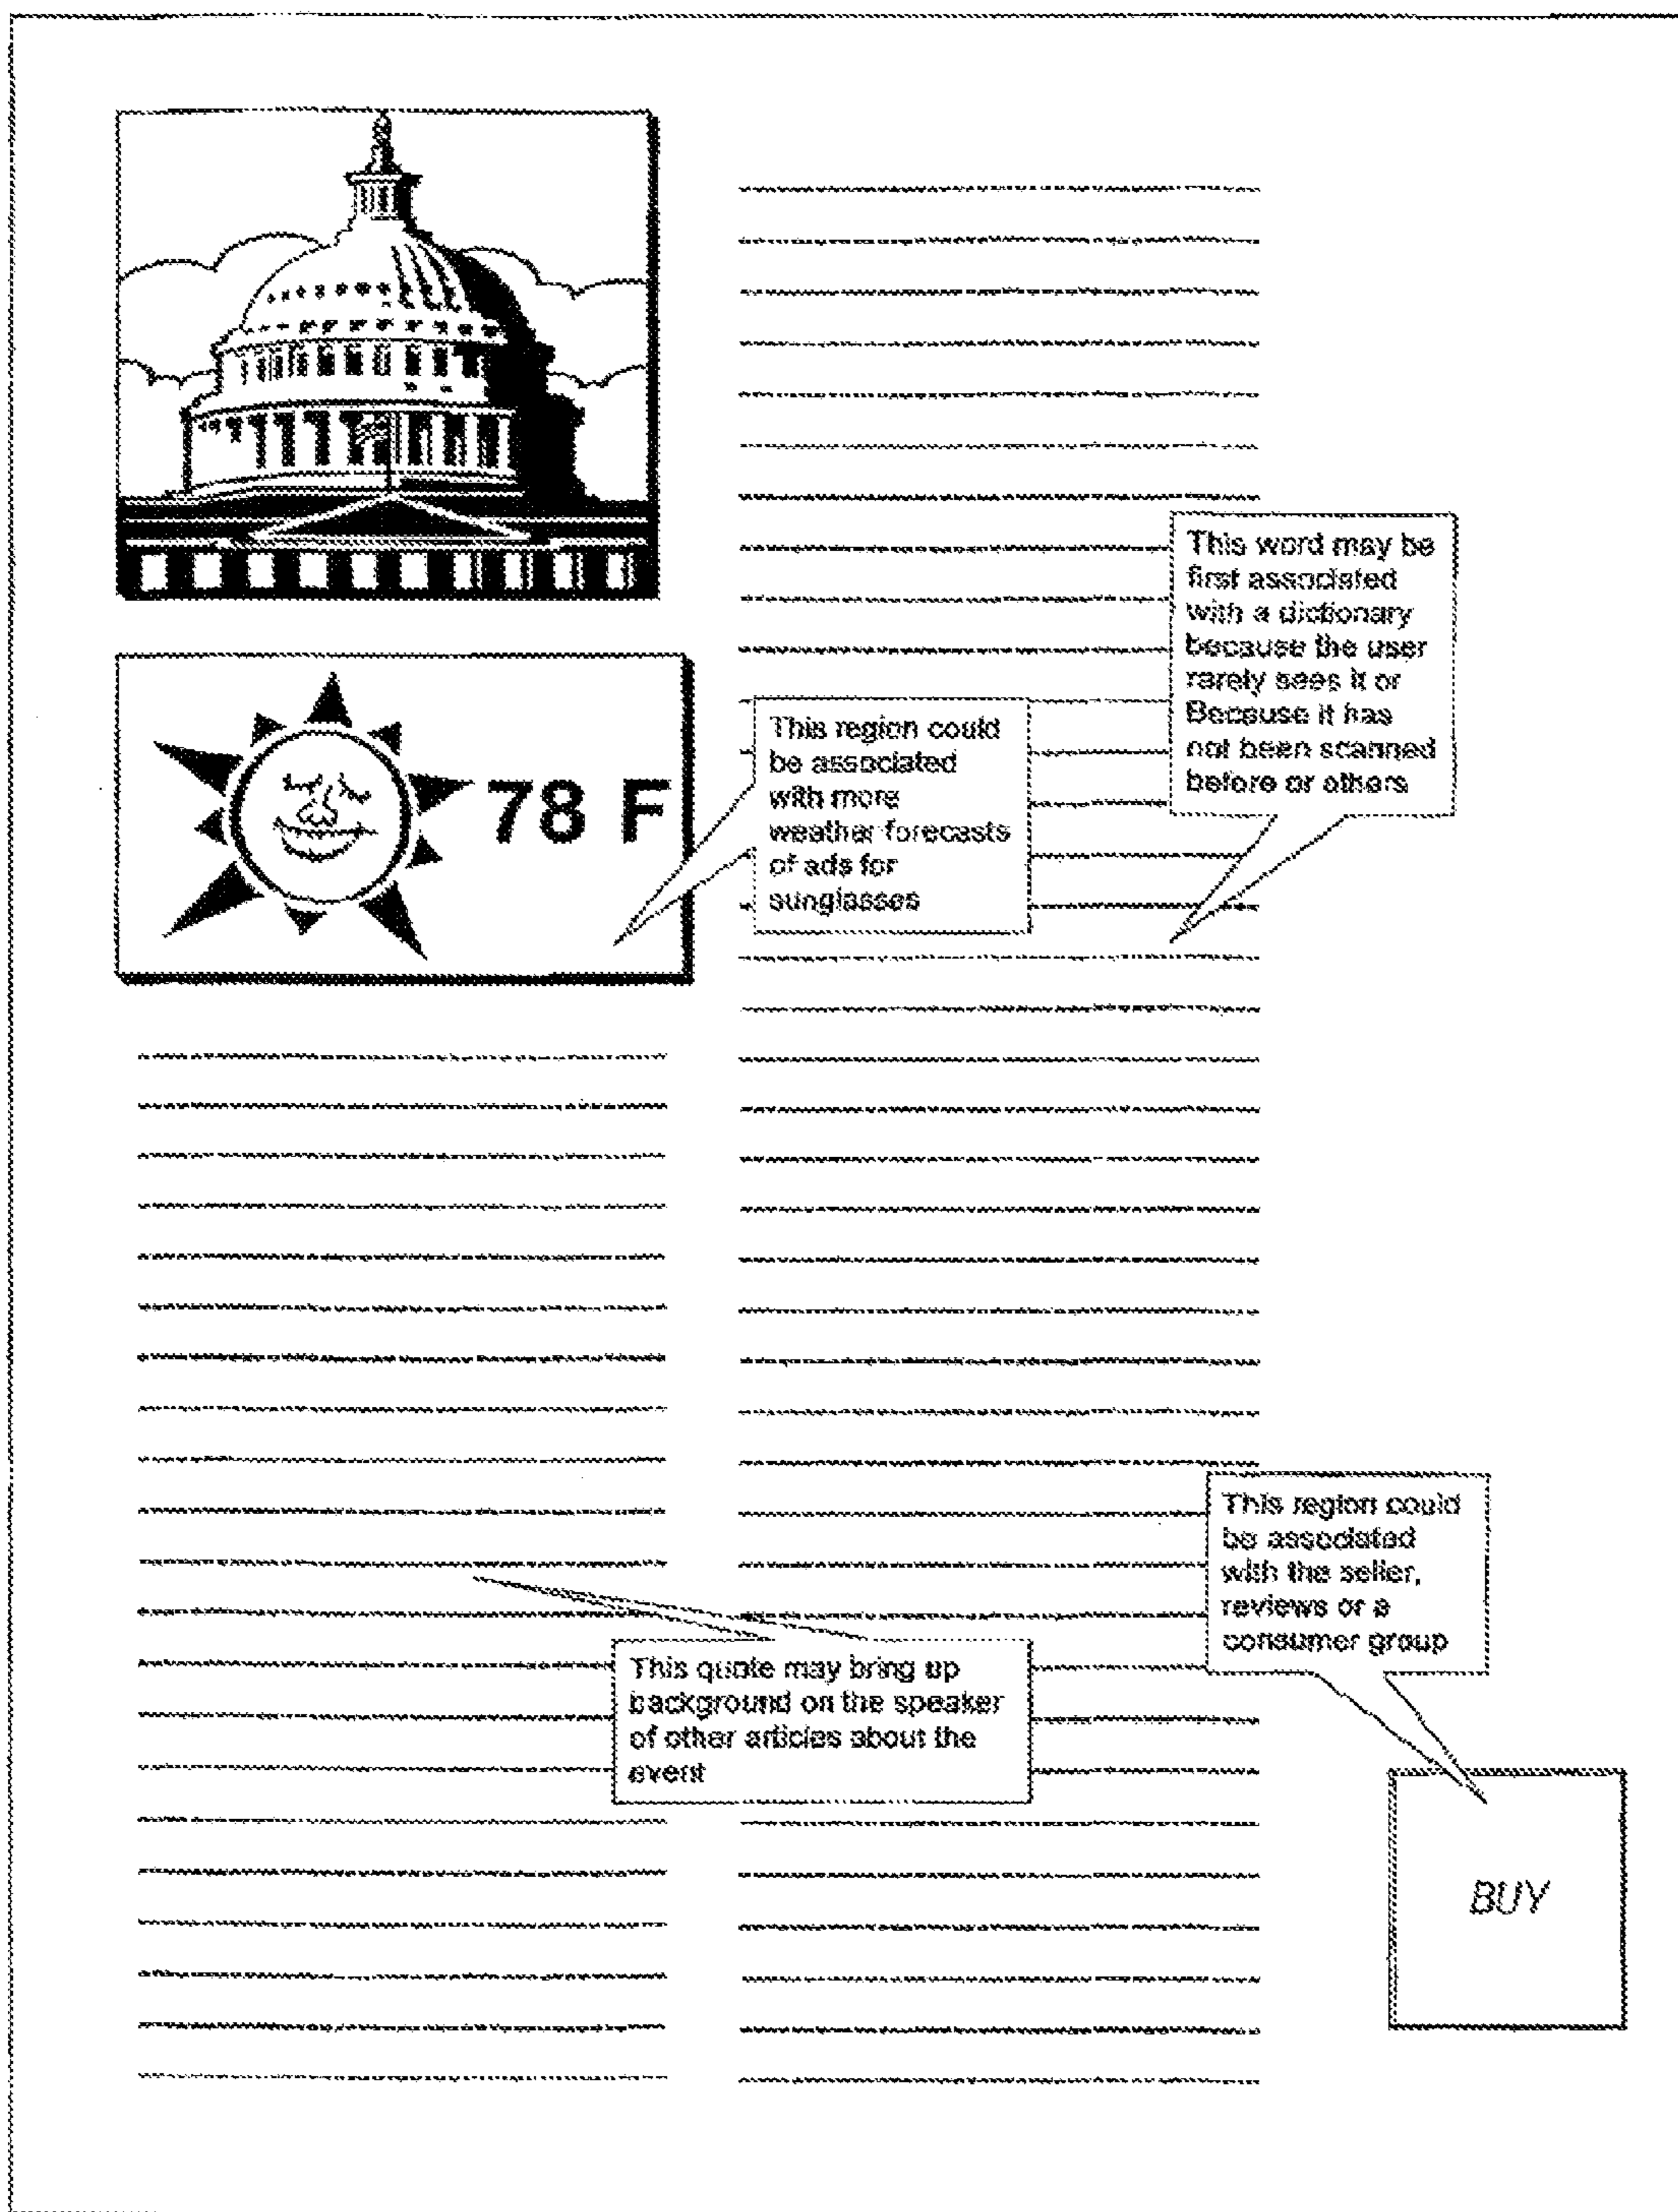 This word may be
first associated
with a dictionary
because the user
rarely sees it or
Because it has
not been scanned
before or others
78 F
This region could
be associated
with more
weather forecasts
of ads for
sunglasses
This region could
be associated
with the seller,
reviews or a
consumer group
This quote may bring up
background on the speaker
of other articles about the
event
BUY